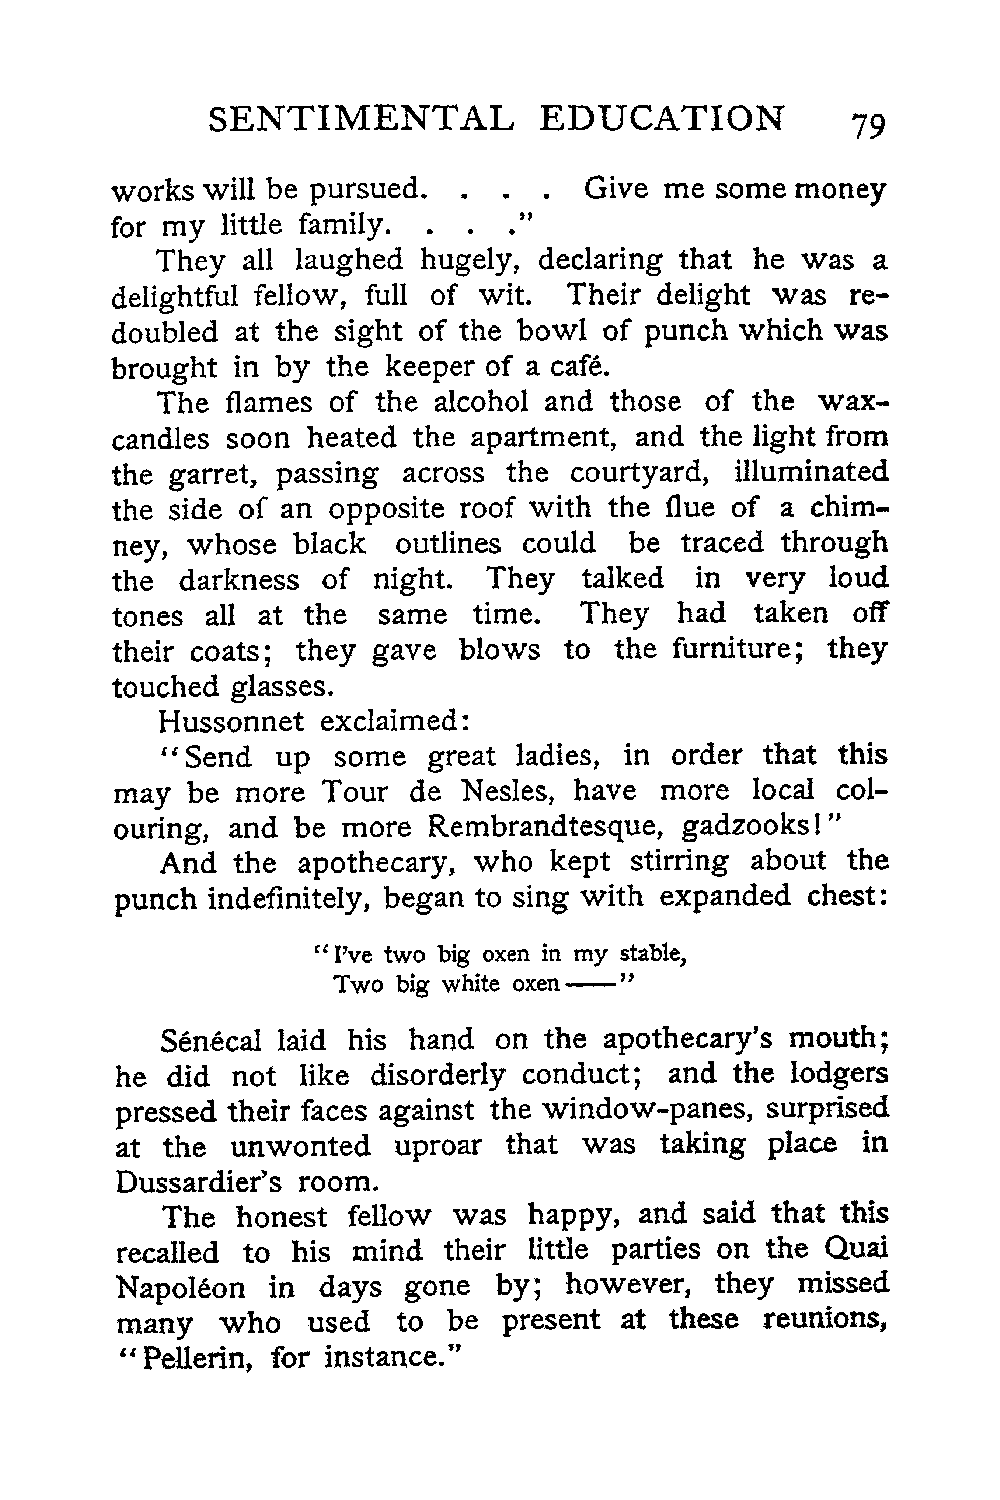 SENTIMENTAL EDUCATION 79
works will be pursued. . . . . Give me some money
for my little family. . . ."
They all laughed hugely, declaring that he was a
delightful fellow, full of wit. Their delight was re-
doubled at the sight of the bowl of punch which was
brought in by the keeper of a café.
The flames of the alcohol and those of the wax-
candles soon heated the apartment, and the light from
the garret, passing across the courtyard, illuminated
the side of an opposite roof with the flue of a chim-
ney, whose black outlines could be traced through
the darkness of night. They talked in very loud
tones all at the same time. They had taken off
their coats; they gave blows to the furniture; they
touched glasses.
Hussonnet exclaimed:
"Send up some great ladies, in order that this
may be more Tour de Nesles, have more local col-
ouring, and be more Rembrandtesque, gadzooks!"
And the apothecary, who kept stirring about the
punch indefinitely, began to sing with expanded chest:
"I've two big oxen in my stable,
Two big white oxen——"
Sénécal laid his hand on the apothecary's mouth;
he did not like disorderly conduct; and the lodgers
pressed their faces against the window-panes, surprised
at the unwonted uproar that was taking place in
Dussardier's room.
The honest fellow was happy, and said that this
recalled to his mind their little parties on the Quai
Napoléon in days gone by; however, they missed
many who used to be present at these reunions,
"Pellerin, for instance."